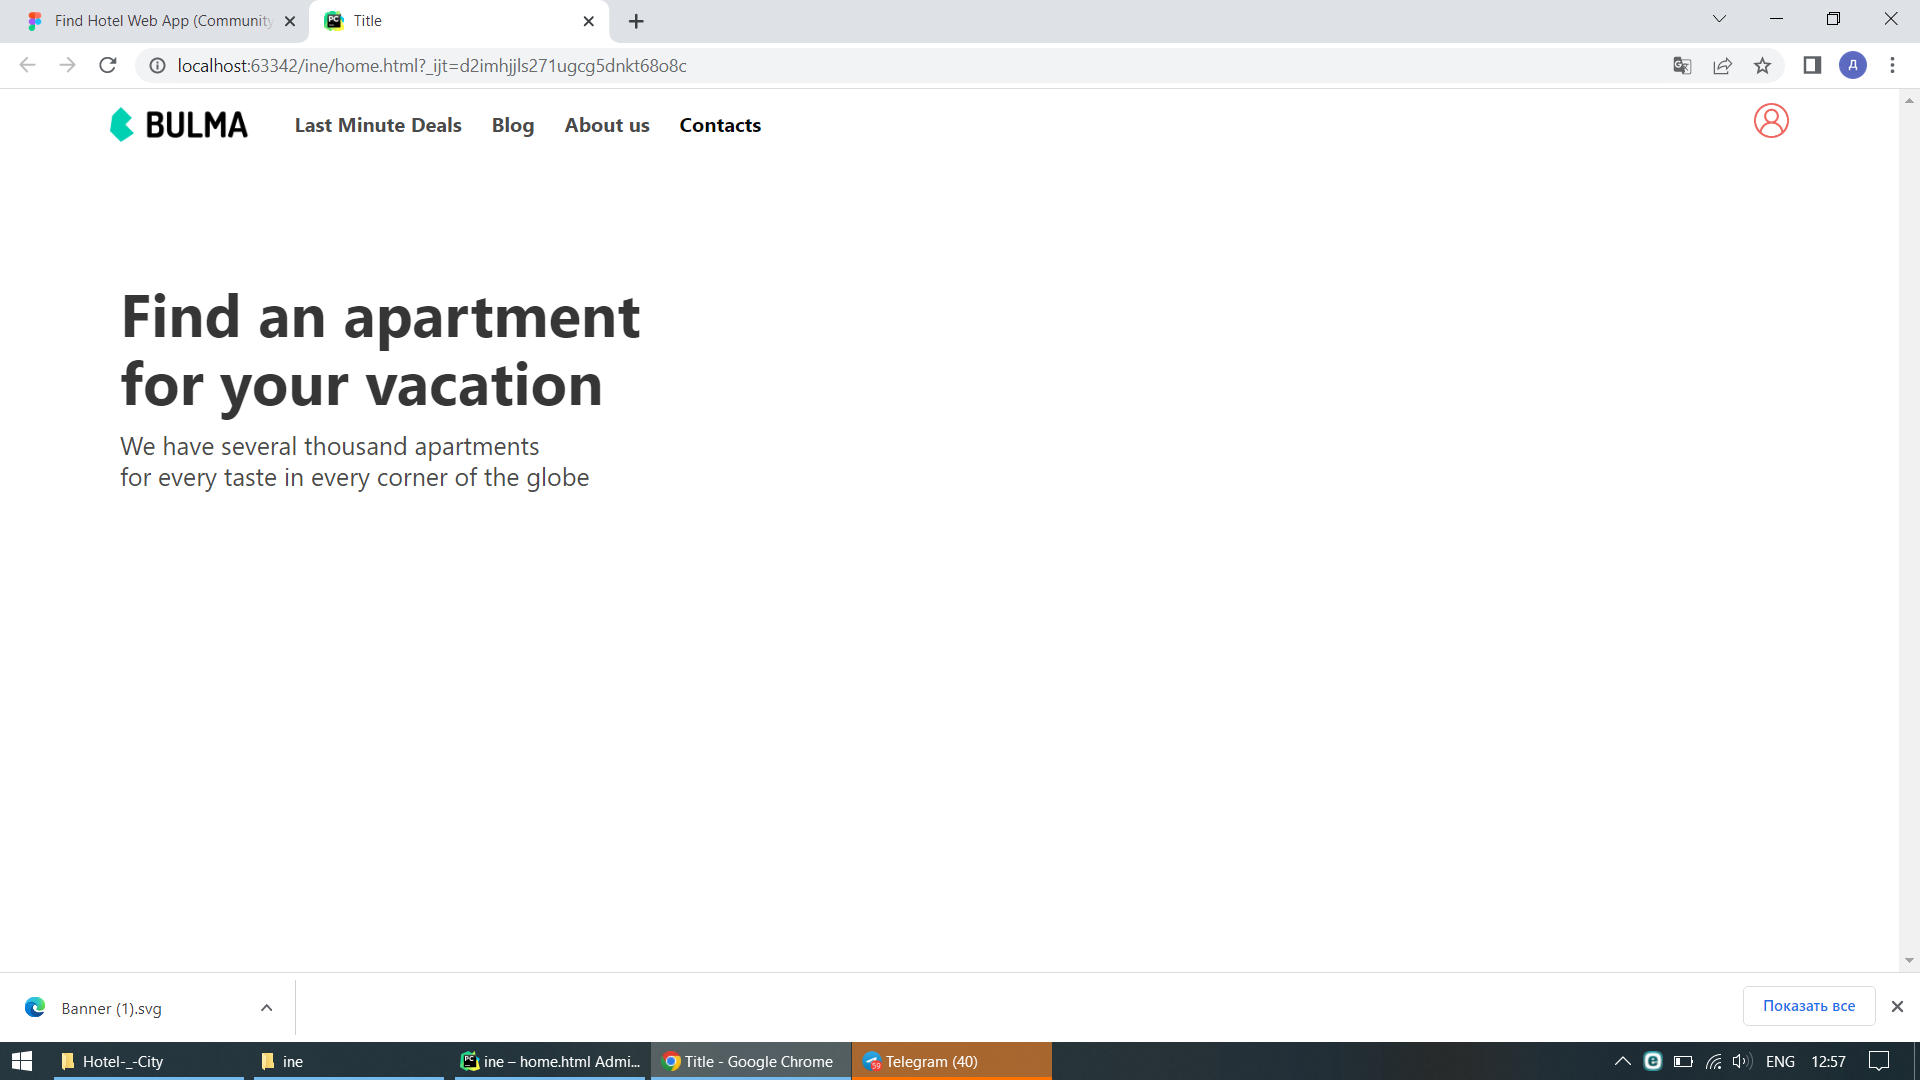 Find Hotel Web App (Community
Title
localhost:63342/ine/home.html?_ijt=d2imhjjls271ugcg5dnkt68o8c
Д
BULMA
Last Minute Deals
Blog
About us
Contacts
Find an apartment
for your vacation
We have several thousand apartments
for every taste in every corner of the globe
Banner (1).svg
Показать все
Hotel-_-City
ine
PC
ine – home.html Admi...
Title - Google Chrome
59
Telegram (40)
ENG
12:57